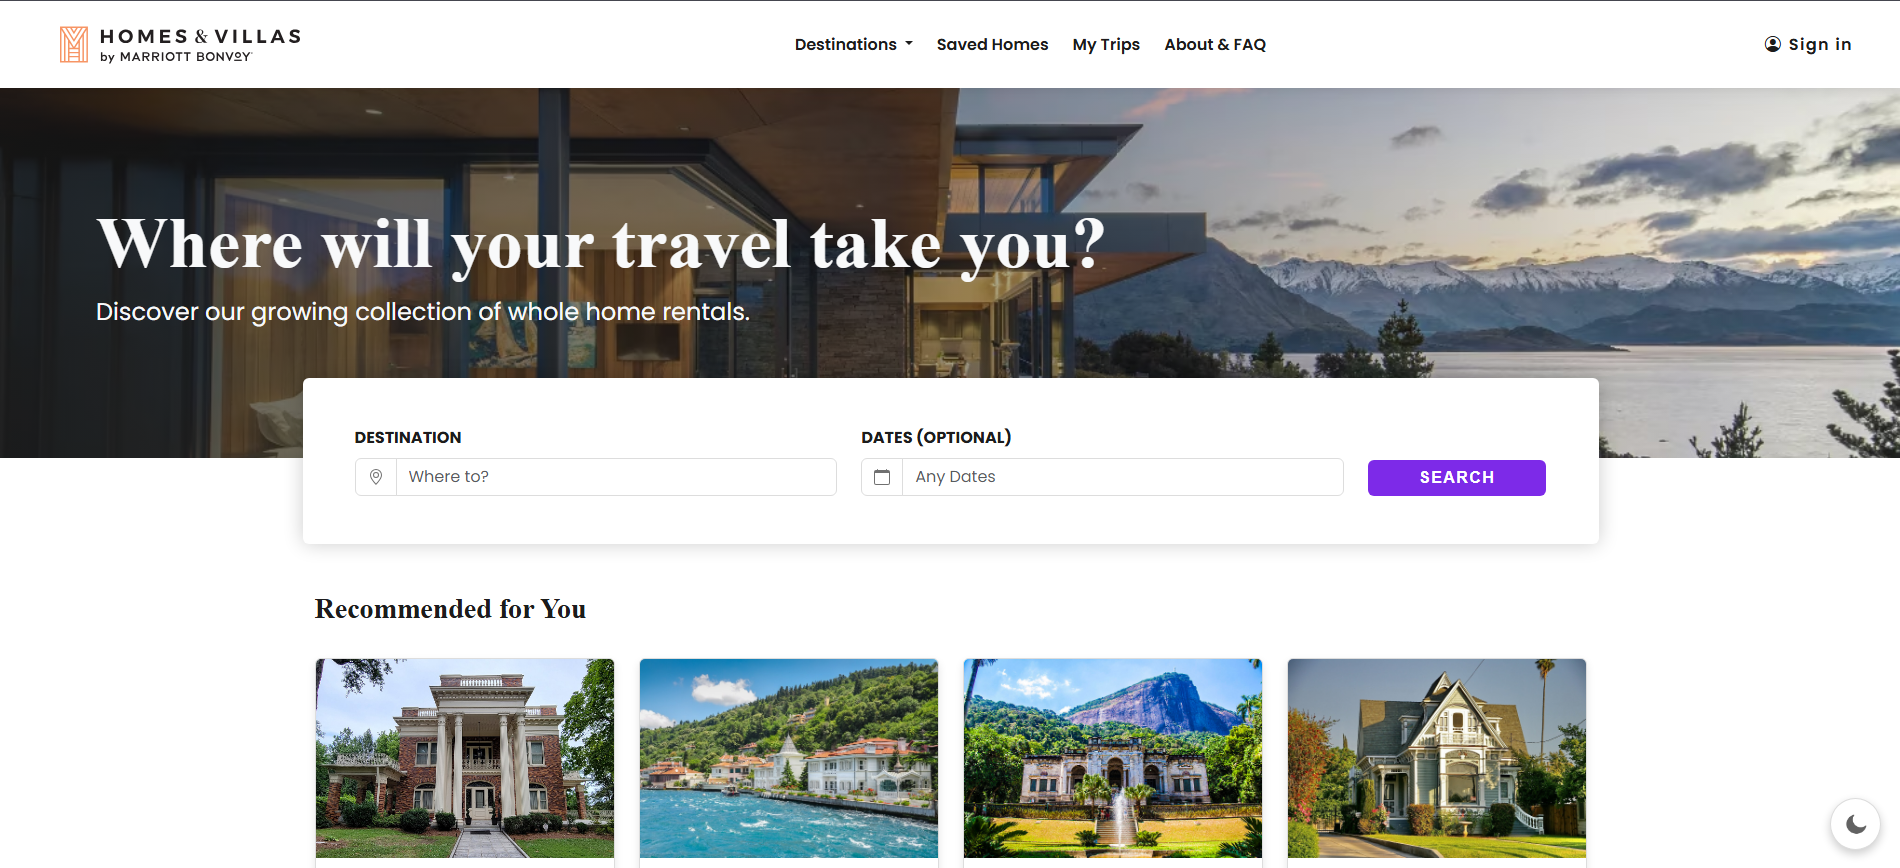 HOMES & VILLAS
by MARRIOTT BONVOY
Destinations
Saved Homes
My Trips
About & FAQ
Sign in
Where will your travel take you?
Discover our growing collection of whole home rentals.
DESTINATION
Where to?
DATES (OPTIONAL)
Any Dates
SEARCH
Recommended for You